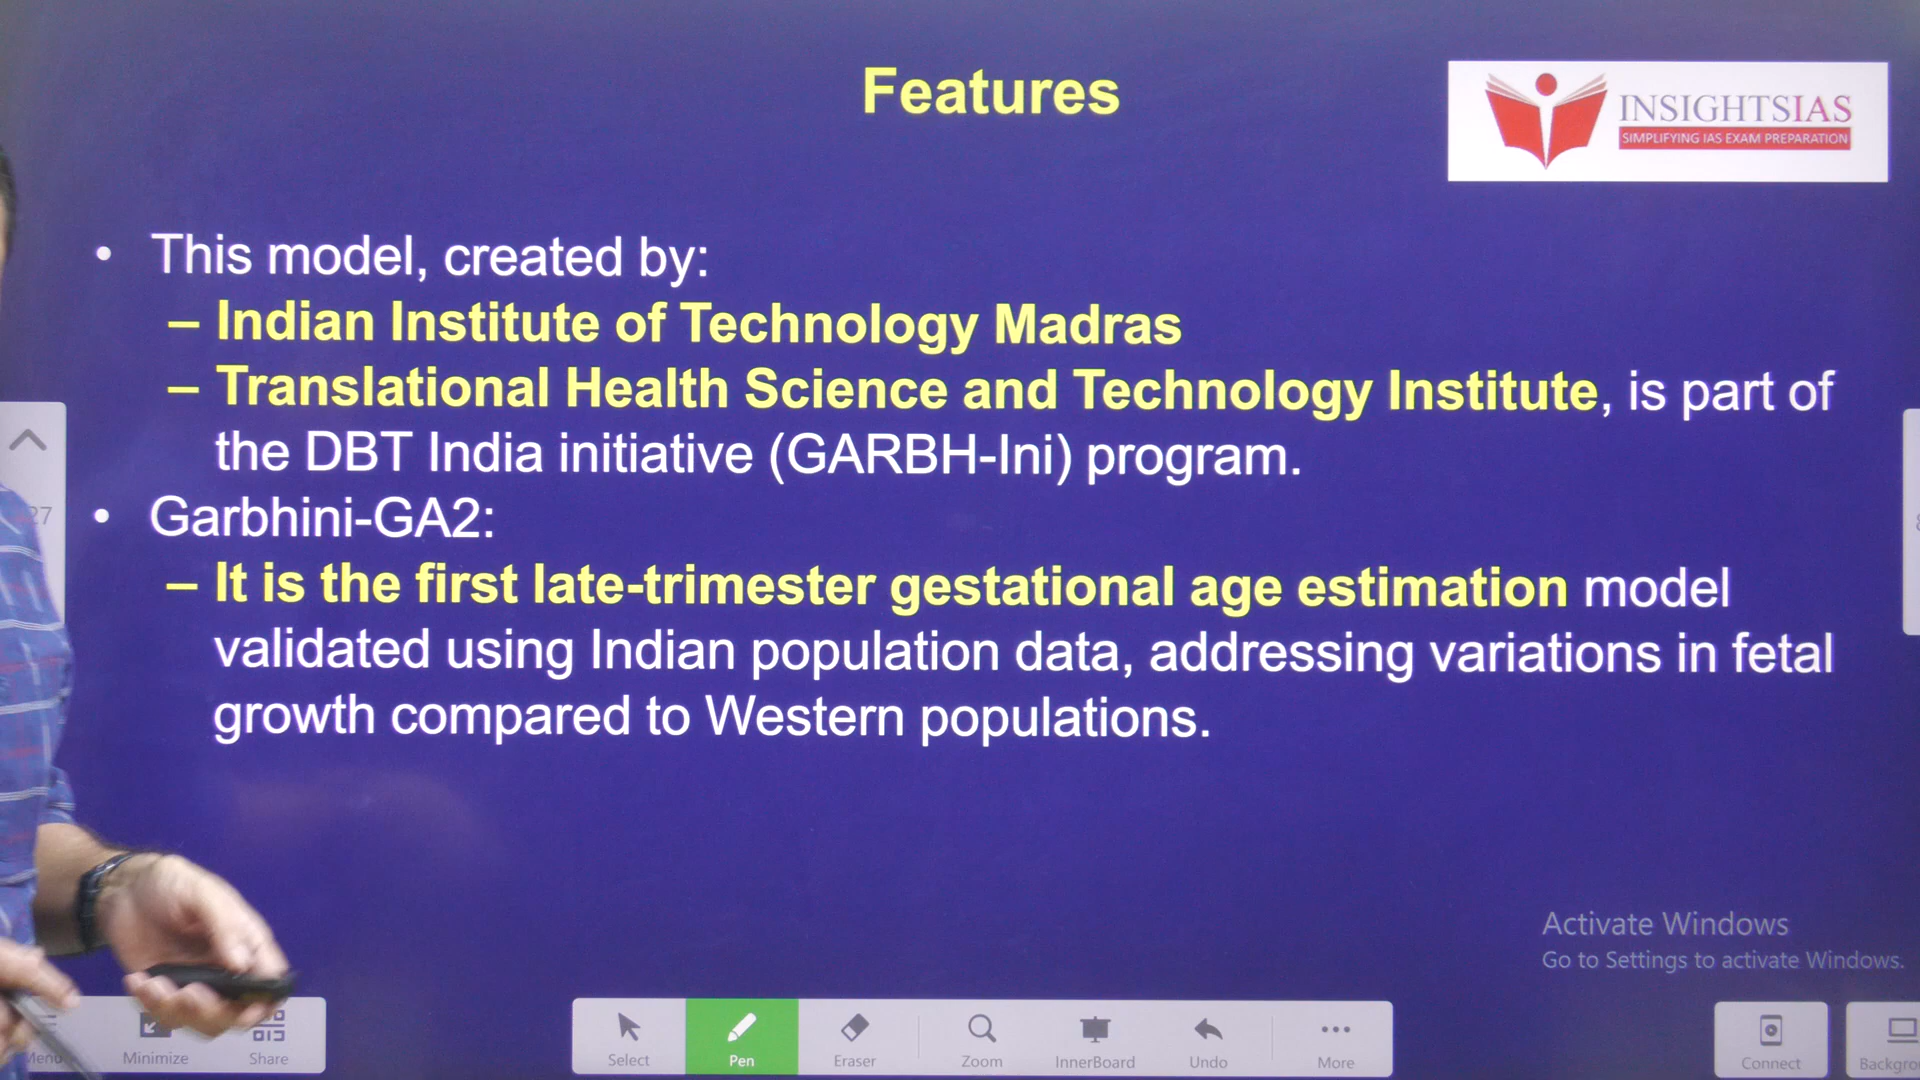 Features
INSIGHTSIAS
SIMPLIFYING IAS EXAM PREPARATION
• This model, created by:
– Indian Institute of Technology Madras
– Translational Health Science and Technology Institute, is part of
the DBT India initiative (GARBH-Ini) program.
• Garbhini-GA2:
– It is the first late-trimester gestational age estimation model
validated using Indian population data, addressing variations in fetal
growth compared to Western populations.
27
Activate Windows
Go to Settings to activate Windows.
Menu Minimize Share Select Pen Eraser Zoom InnerBoard Undo More Connect